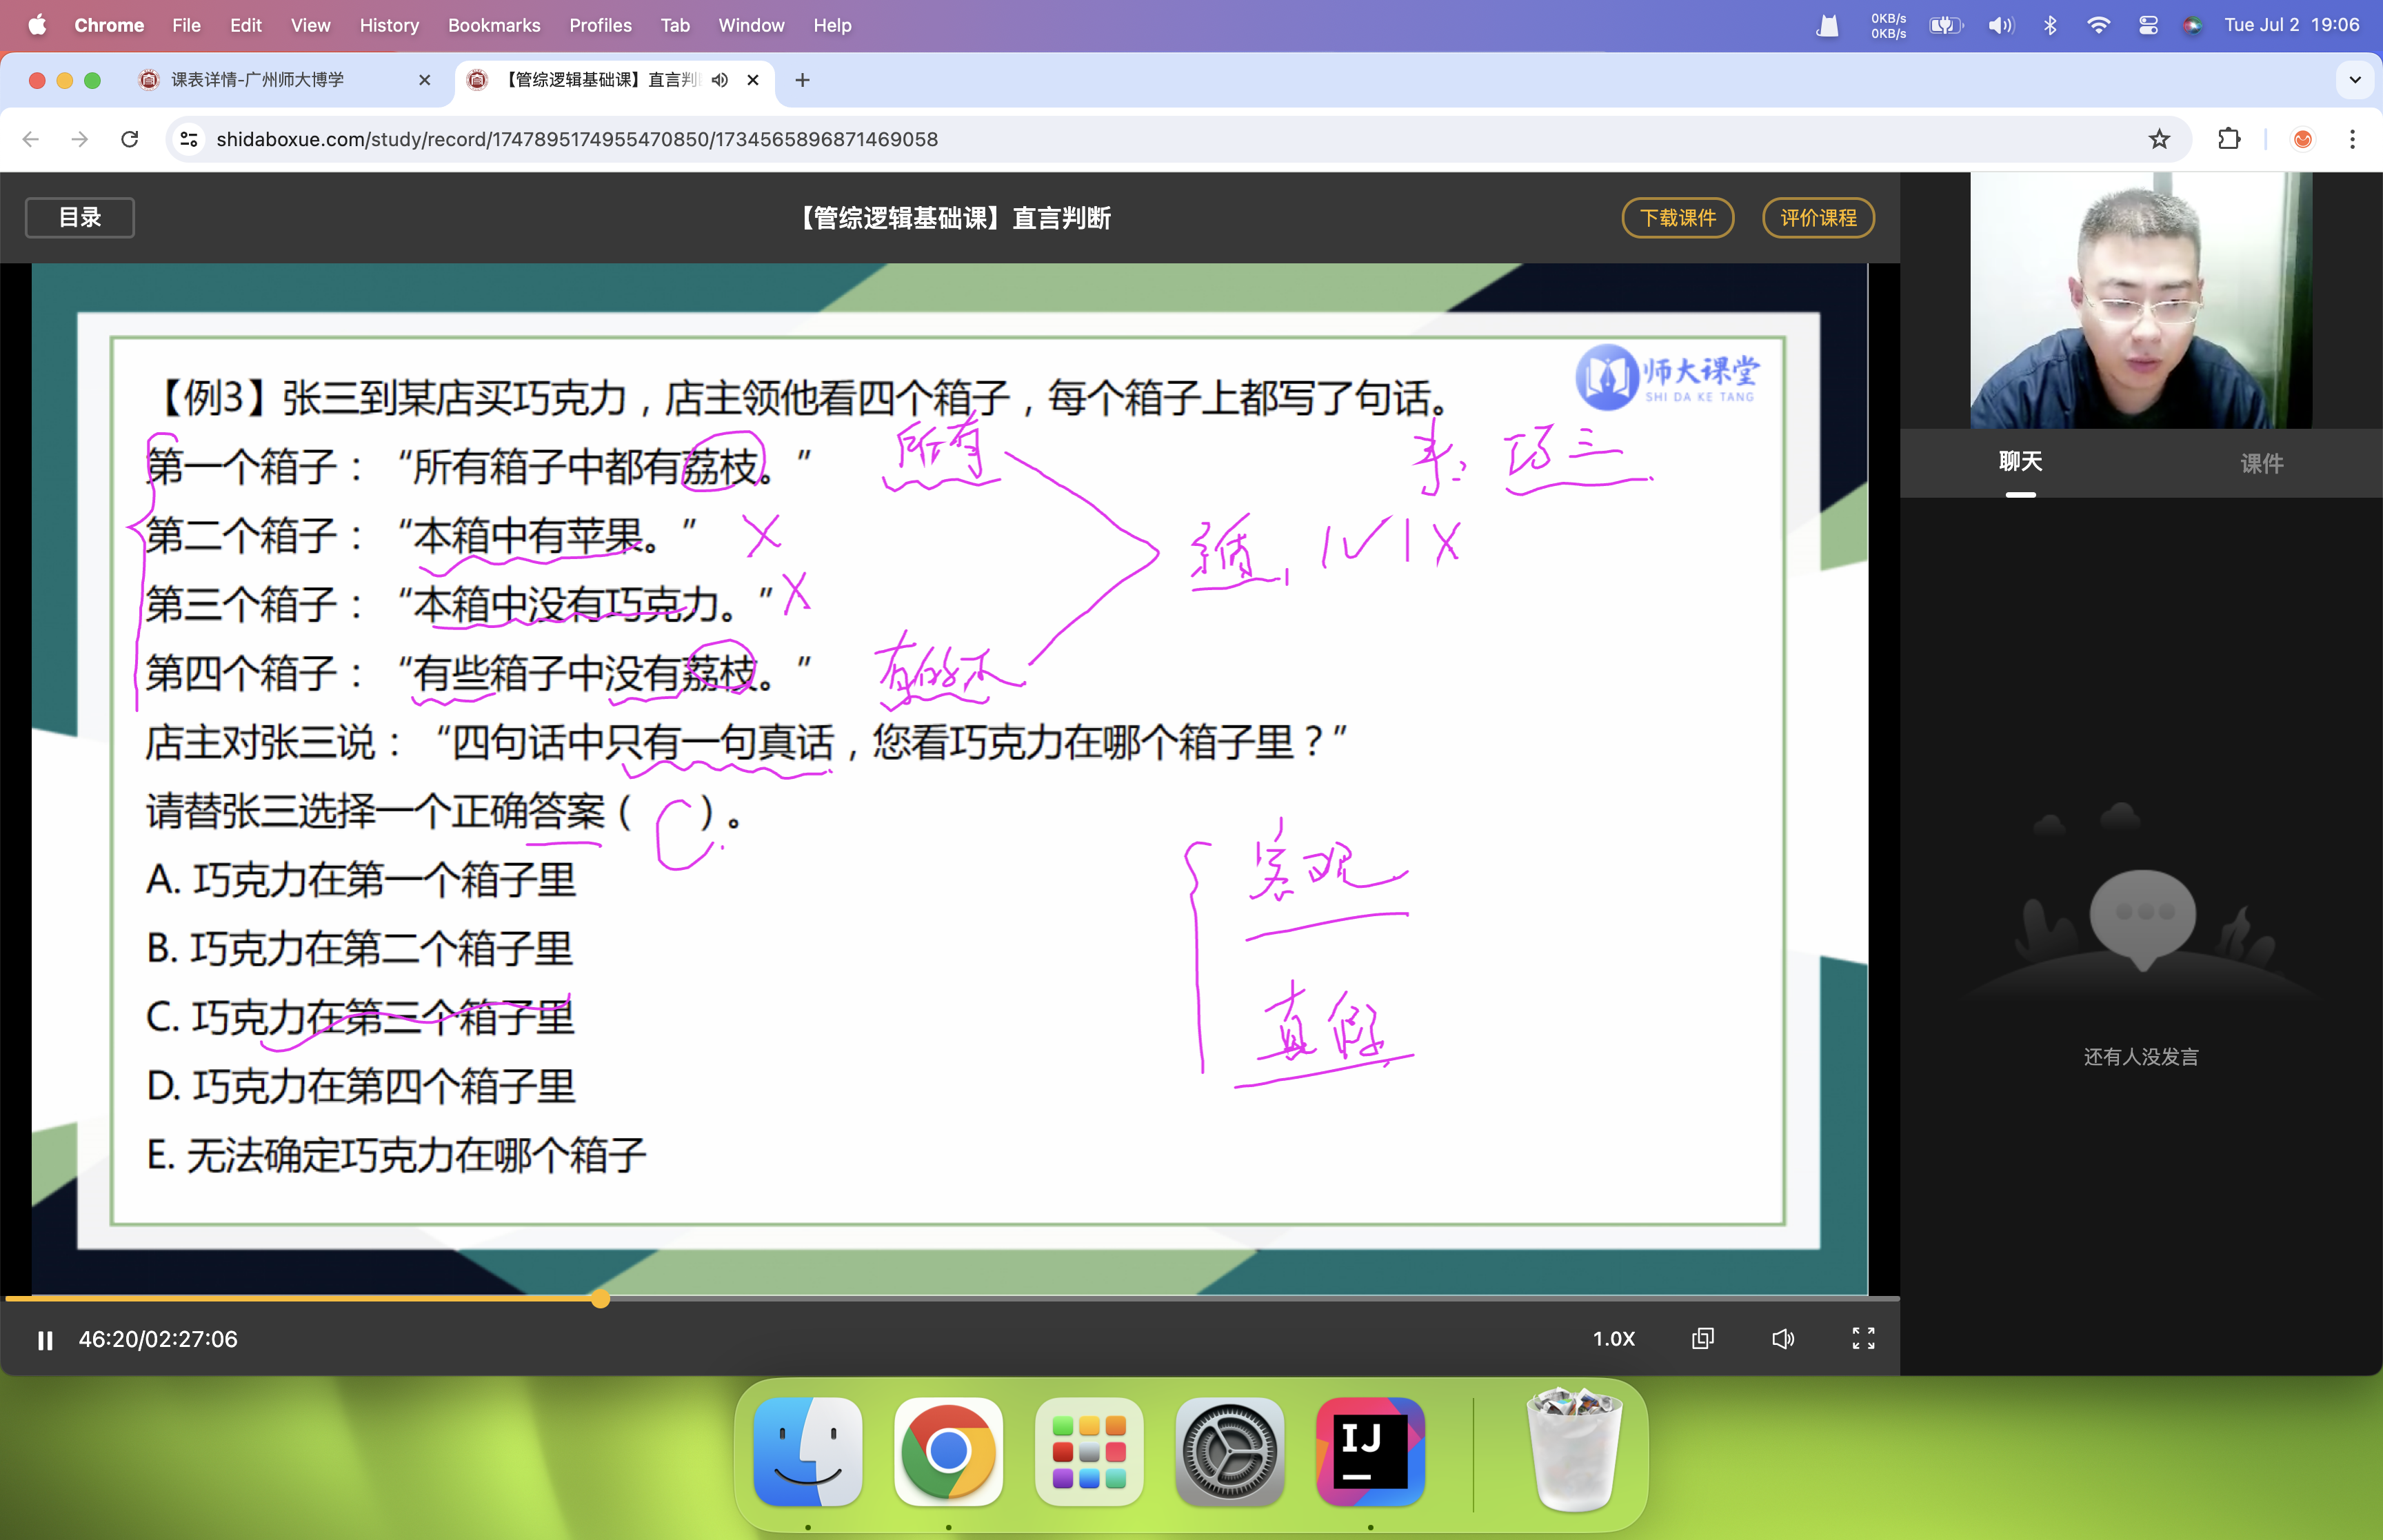 Chrome File Edit View History Bookmarks Profiles Tab Window Help 0KB/s 0KB/s Tue Jul 2 19:06
课表详情-广州师大博学 【管综逻辑基础课】直言判
shidaboxue.com/study/record/1747895174955470850/1734565896871469058
目录 【管综逻辑基础课】直言判断 下载课件 评价课程
师大课堂
SHI DA KE TANG
【例3】张三到某店买巧克力，店主领他看四个箱子，每个箱子上都写了句话。
第一个箱子：“所有箱子中都有荔枝。” 所有
巧三
第二个箱子：“本箱中有苹果。” X
1✓1X
第三个箱子：“本箱中没有巧克力。” X
第四个箱子：“有些箱子中没有荔枝。” 有的不
店主对张三说：“四句话中只有一句真话，您看巧克力在哪个箱子里？”
请替张三选择一个正确答案（ C ）。
A. 巧克力在第一个箱子里
客观
B. 巧克力在第二个箱子里
C. 巧克力在第三个箱子里
真假
D. 巧克力在第四个箱子里
E. 无法确定巧克力在哪个箱子
聊天 课件
还有人没发言
46:20/02:27:06 1.0X
IJ